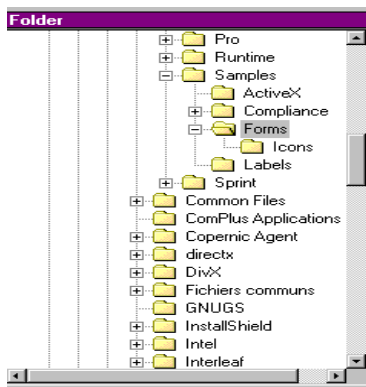 Folder
Pro
Runtime
Samples
ActiveX
Compliance
Forms
Icons
Labels
Sprint
Common Files
ComPlus Applications
Copernic Agent
directx
DivX
Fichiers communs
GNUGS
InstallShield
Intel
Interleaf